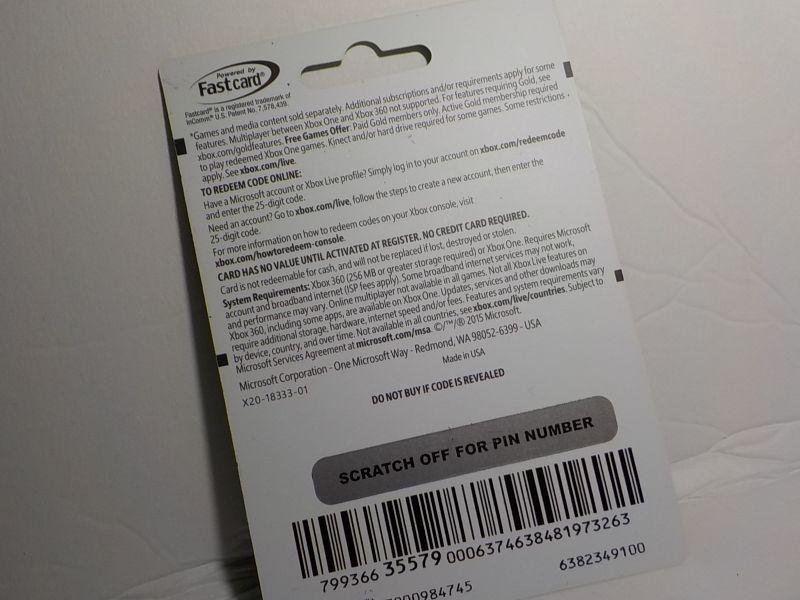 Powered by
Fastcard®
Fastcard® is a registered trademark of
InComm® U.S. Patent No. 7,578,439.
*Games and media content sold separately. Additional subscriptions and/or requirements apply for some
features. Multiplayer between Xbox One and Xbox 360 not supported. For features requiring Gold, see
xbox.com/goldfeatures. Free Games Offer: Paid Gold members only. Active Gold membership required
to play redeemed Xbox One games. Kinect and/or hard drive required for some games. Some restrictions
apply. See xbox.com/live.
TO REDEEM CODE ONLINE:
Have a Microsoft account or Xbox Live profile? Simply log in to your account on xbox.com/redeemcode
and enter the 25-digit code.
Need an account? Go to xbox.com/live, follow the steps to create a new account, then enter the
25-digit code.
For more information on how to redeem codes on your Xbox console, visit
xbox.com/howtoredeem-console.
CARD HAS NO VALUE UNTIL ACTIVATED AT REGISTER. NO CREDIT CARD REQUIRED.
Card is not redeemable for cash, and will not be replaced if lost, destroyed or stolen.
System Requirements: Xbox 360 (256 MB or greater storage required) or Xbox One. Requires Microsoft
account and broadband internet (ISP fees apply). Some broadband internet services may not work,
and performance may vary. Online multiplayer not available in all games. Not all Xbox Live features on
Xbox 360, including some apps, are available on Xbox One. Updates, services and other downloads may
require additional storage, hardware, internet speed and/or fees. Features and system requirements vary
by device, country, and over time. Not available in all countries, see xbox.com/live/countries. Subject to
Microsoft Services Agreement at microsoft.com/msa. ©/™/® 2015 Microsoft.
Microsoft Corporation - One Microsoft Way - Redmond, WA 98052-6399 - USA
Made in USA
X20-18333-01
DO NOT BUY IF CODE IS REVEALED
SCRATCH OFF FOR PIN NUMBER
799366 35579 0006374638481973263
6382349100